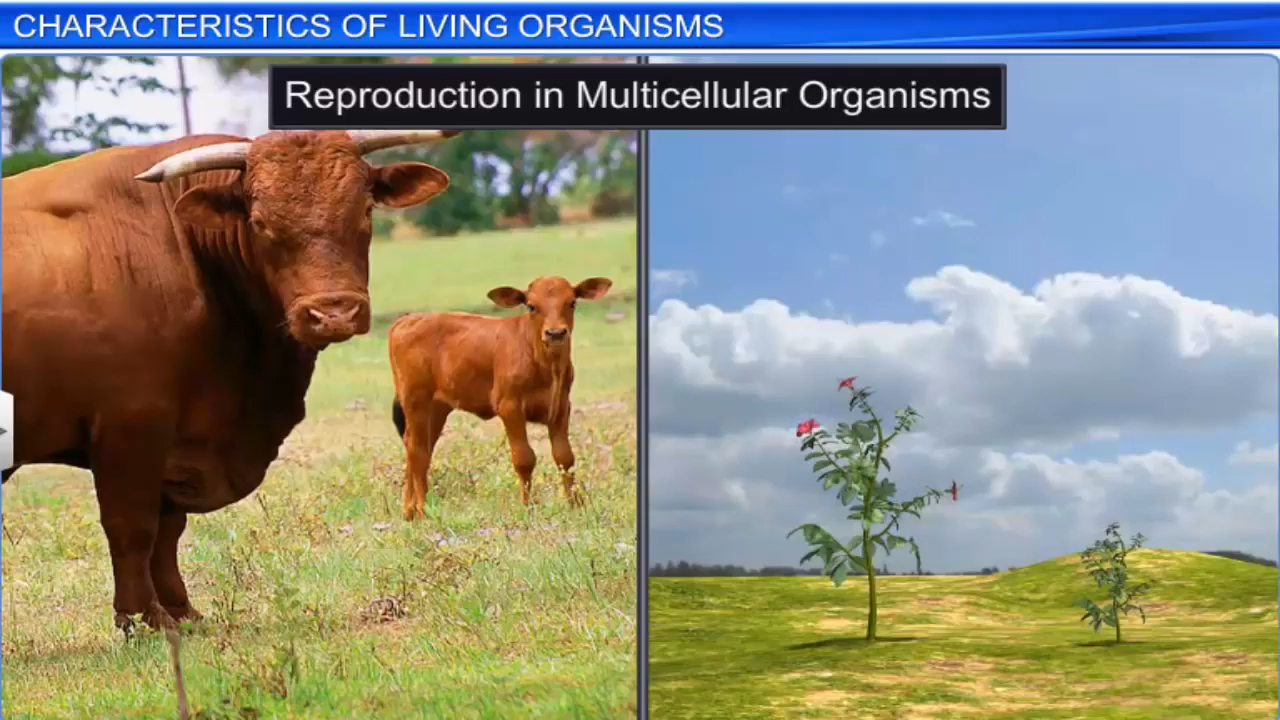 CHARACTERISTICS OF LIVING ORGANISMS
Reproduction in Multicellular Organisms